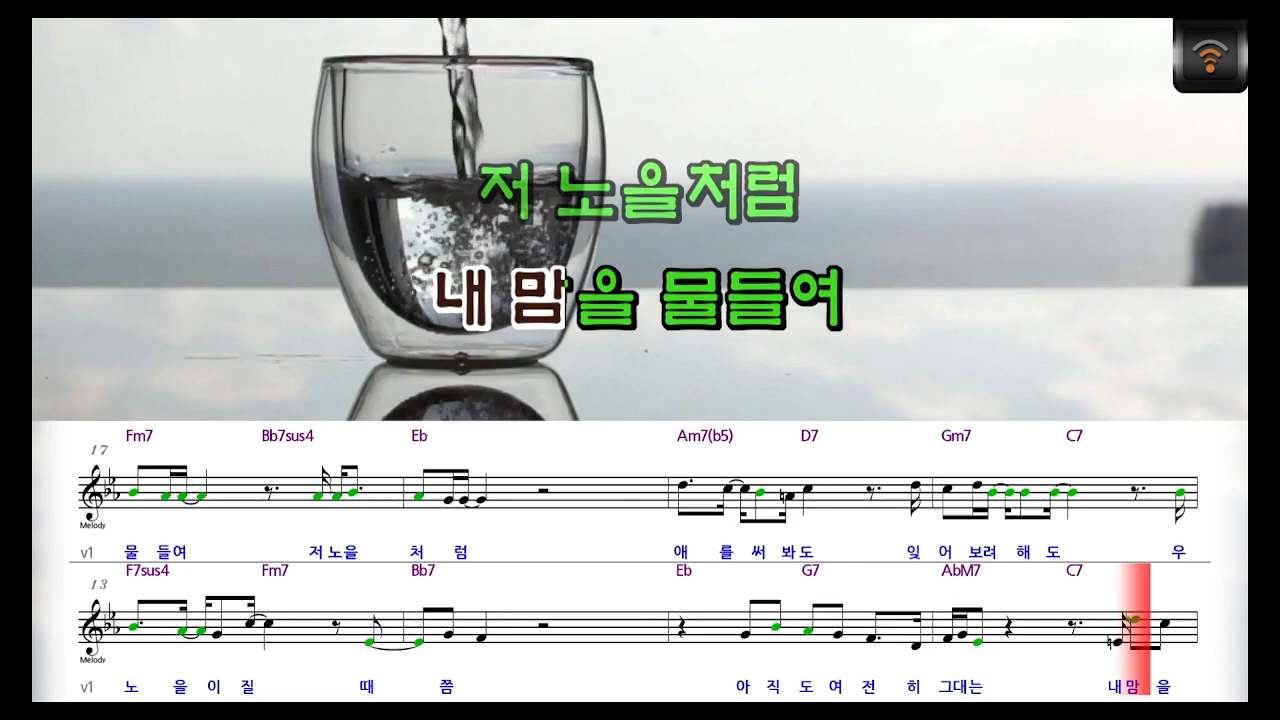 저 노을처럼
내 맘을 물들여
Fm7 Bb7sus4 Eb Am7(b5) D7 Gm7 C7
17
Melody
v1 물 들여 저 노을 처 럼 애 를 써 봐 도 잊 어 보려 해 도 우
F7sus4 Fm7 Bb7 Eb G7 AbM7 C7
13
Melody
v1 노 을 이 질 때 쯤 아 직 도 여 전 히 그대는 내 맘 을